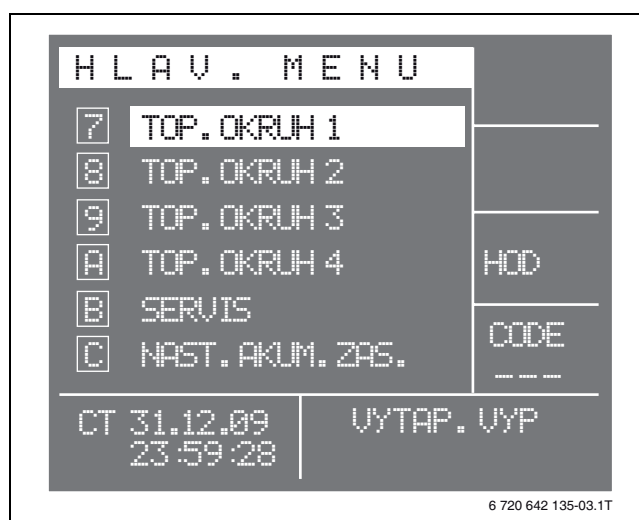 HLAV. MENU
7 TOP.OKRUH 1
8 TOP.OKRUH 2
9 TOP.OKRUH 3
A TOP.OKRUH 4
HOD
B SERVIS
CODE
C NAST.AKUM.ZAS.
---
CT 31.12.09
VYTAP. VYP
23:59:28
6 720 642 135-03.1T